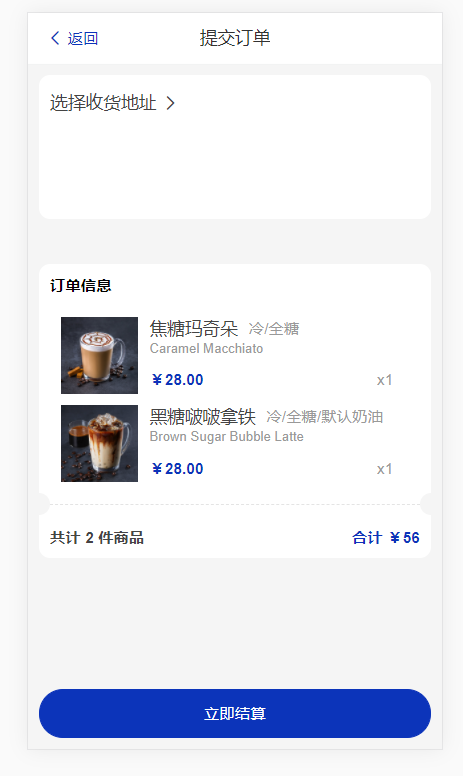 返回
提交订单
选择收货地址
订单信息
焦糖玛奇朵 冷/全糖
Caramel Macchiato
￥28.00 x1
黑糖啵啵拿铁 冷/全糖/默认奶油
Brown Sugar Bubble Latte
￥28.00 x1
共计 2 件商品 合计 ￥56
立即结算